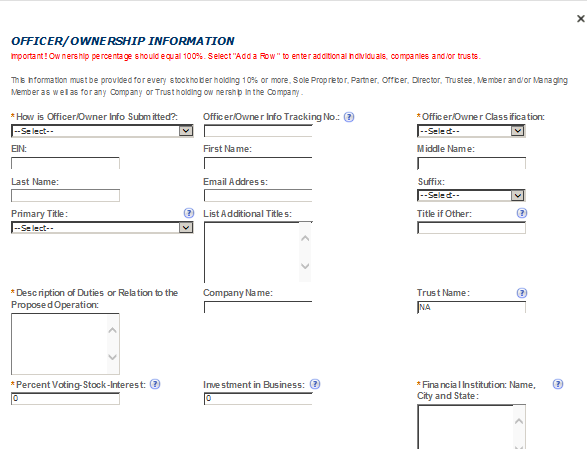 ×
OFFICER/OWNERSHIP INFORMATION
Important! Ownership percentage should equal 100%. Select "Add a Row" to enter additional individuals, companies and/or trusts.
This information must be provided for every stockholder holding 10% or more, Sole Proprietor, Partner, Officer, Director, Trustee, Member and/or Managing
Member as well as for any Company or Trust holding ownership in the Company.
*How is Officer/Owner Info Submitted?: Officer/Owner Info Tracking No.: ? *Officer/Owner Classification:
--Select-- --Select--
EIN: First Name: Middle Name:
Last Name: Email Address: Suffix:
--Select--
Primary Title: ? List Additional Titles: Title if Other: ?
--Select--
*Description of Duties or Relation to the Company Name: Trust Name: ?
Proposed Operation: NA
*Percent Voting-Stock-Interest: ? Investment in Business: ? *Financial Institution: Name, ?
0 0 City and State: